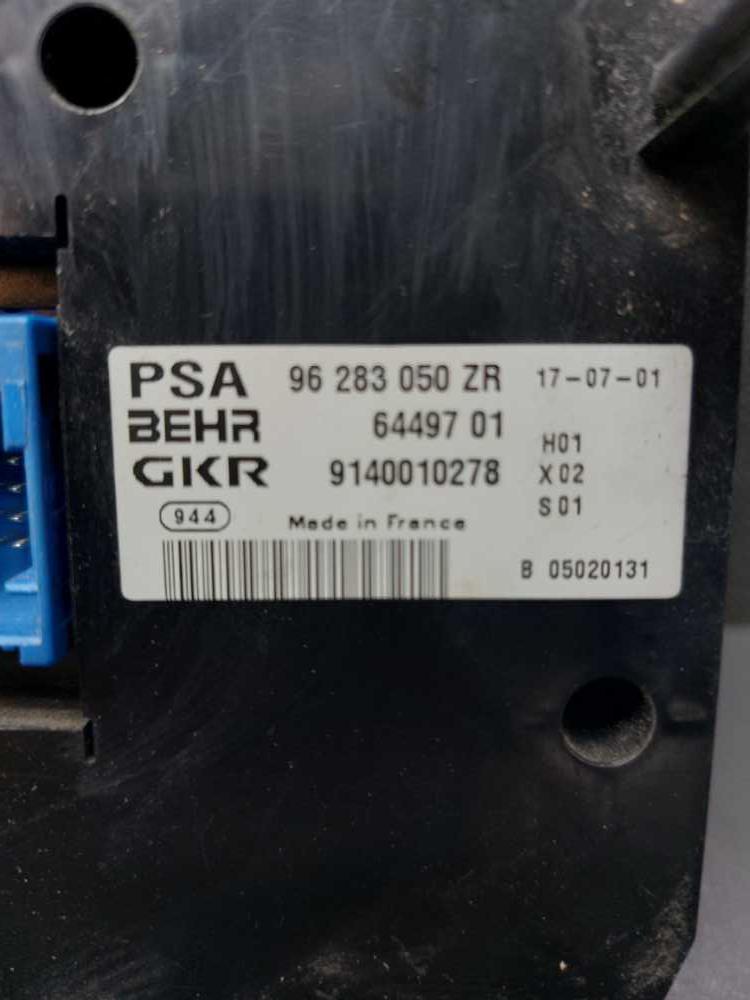 PSA 96 283 050 ZR 17-07-01
BEHR 64497 01 H01
GKR 9140010278 X02
944 Made in France S01
B 05020131